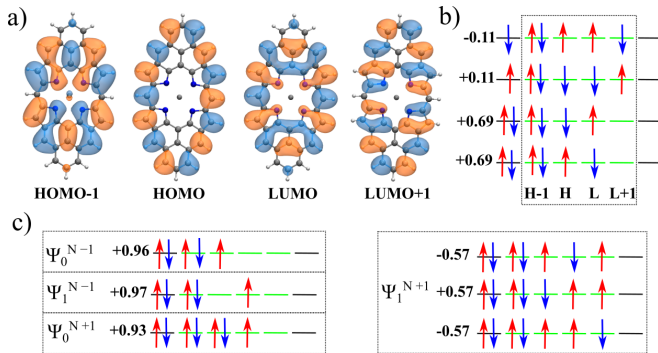 a)
HOMO-1 HOMO LUMO LUMO+1
b)
-0.11
+0.11
+0.69
+0.69
H-1 H L L+1
c)
Ψ₀ᴺ⁻¹ +0.96
Ψ₁ᴺ⁻¹ +0.97
Ψ₀ᴺ⁺¹ +0.93
-0.57
Ψ₁ᴺ⁺¹ +0.57
-0.57